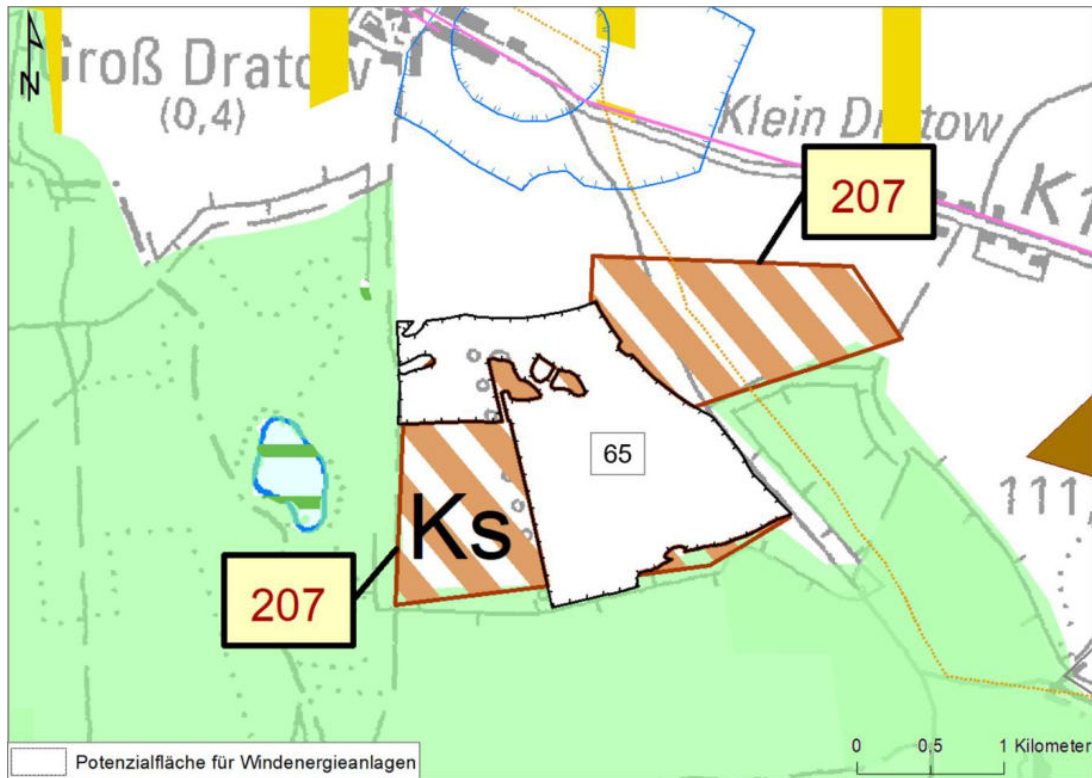 Groß Dratow
(0,4)
N
Klein Dratow
207
K1
65
111,
Ks
207
0 0,5 1 Kilometer
Potenzialfläche für Windenergieanlagen